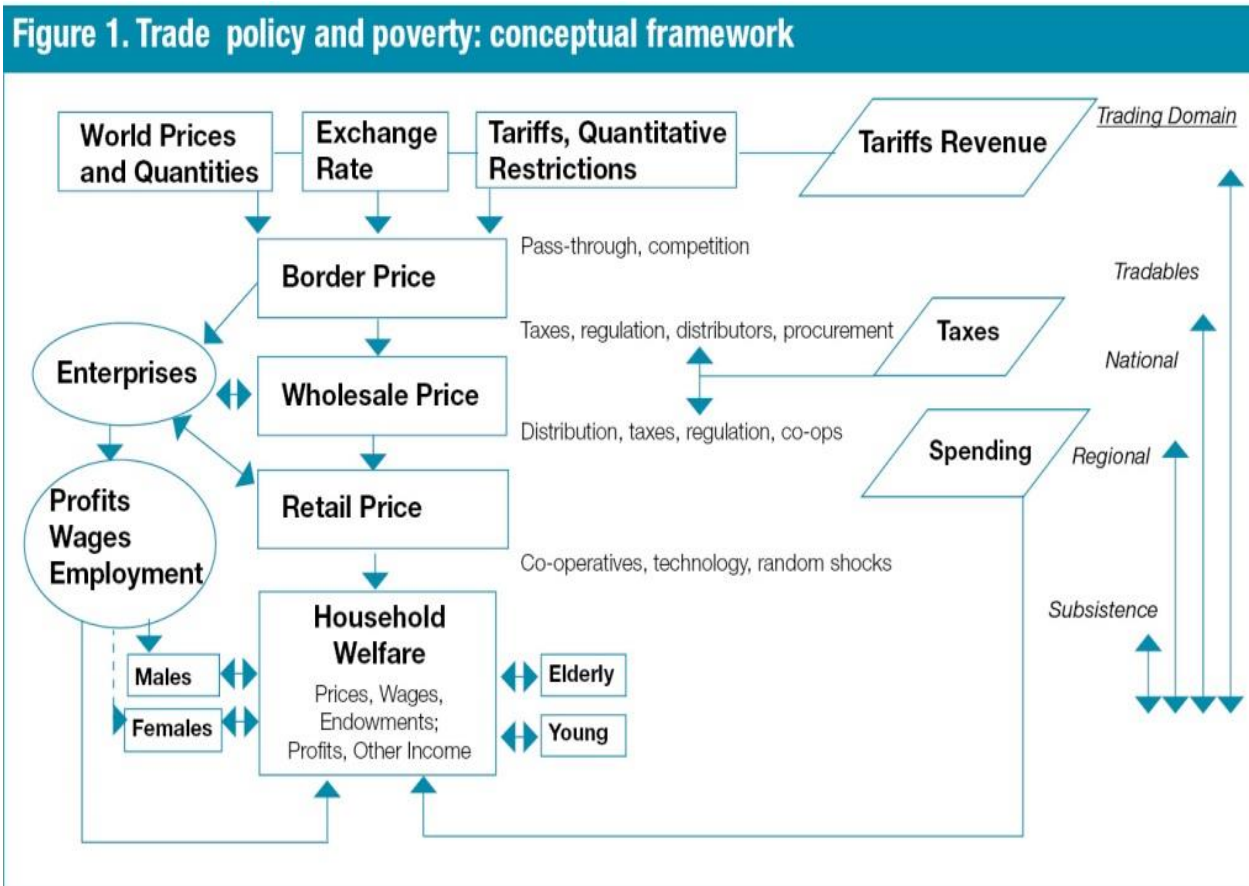 Figure 1. Trade policy and poverty: conceptual framework
World Prices
and Quantities
Exchange
Rate
Tariffs, Quantitative
Restrictions
Tariffs Revenue
Trading Domain
Border Price
Pass-through, competition
Tradables
Taxes, regulation, distributors, procurement
Taxes
National
Enterprises
Wholesale Price
Distribution, taxes, regulation, co-ops
Spending
Regional
Profits
Wages
Employment
Retail Price
Co-operatives, technology, random shocks
Subsistence
Household
Welfare
Prices, Wages,
Endowments;
Profits, Other Income
Males
Females
Elderly
Young